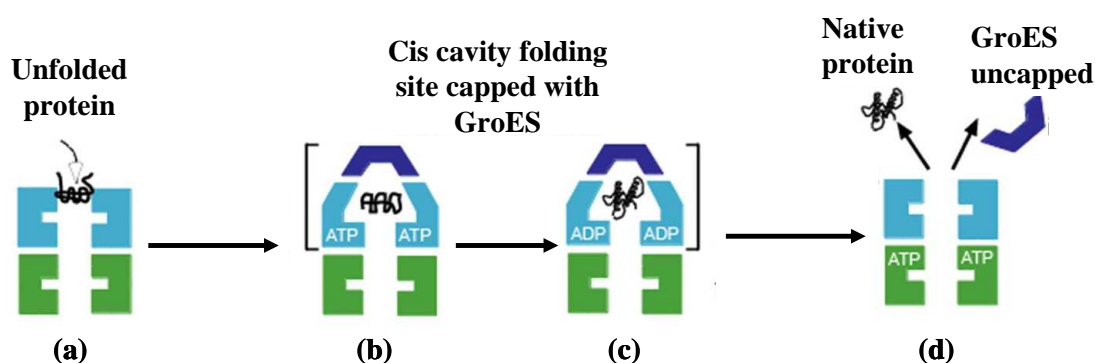 Unfolded
protein
Cis cavity folding
site capped with
GroES
Native
protein
GroES
uncapped
ATP ATP
ADP ADP
ATP ATP
(a) (b) (c) (d)